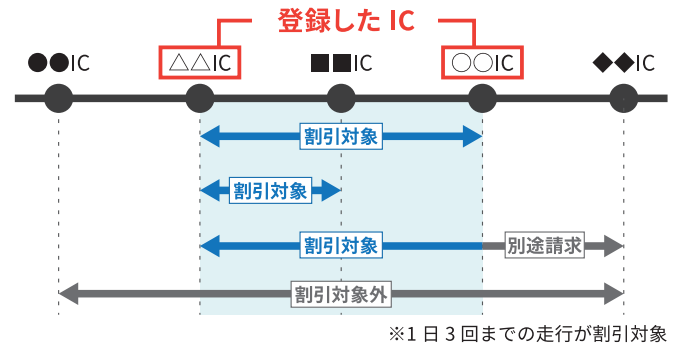 登録した IC
●●IC △△IC ■■IC ○○IC ◆◆IC
割引対象
割引対象
割引対象 別途請求
割引対象外
※1 日 3 回までの走行が割引対象